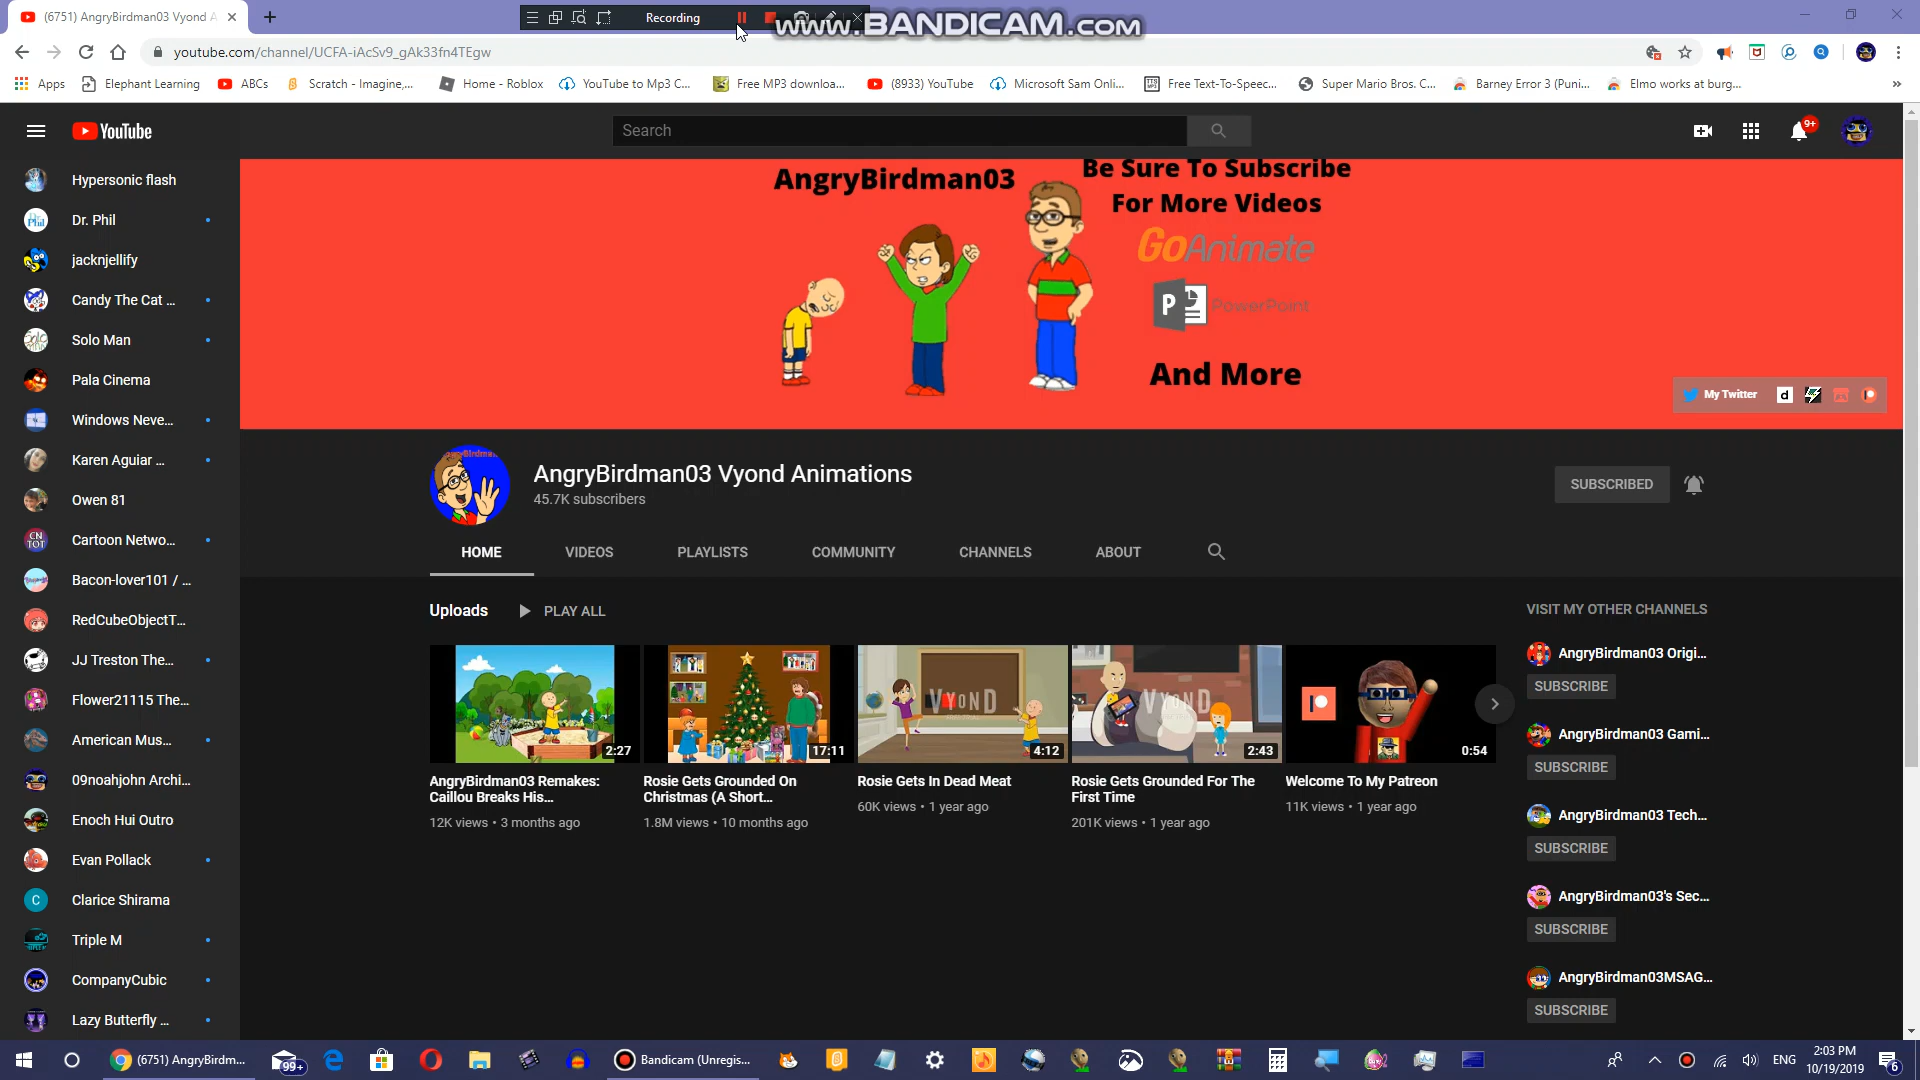 (6751) AngryBirdman03 Vyond A
Recording
www.BANDICAM.com
youtube.com/channel/UCFA-iAcSv9_gAk33fn4TEgw
Apps
Elephant Learning
ABCs
Scratch - Imagine,...
Home - Roblox
YouTube to Mp3 C...
Free MP3 downloa...
(8933) YouTube
Microsoft Sam Onli...
Free Text-To-Speec...
Super Mario Bros. C...
Barney Error 3 (Puni...
Elmo works at burg...
YouTube
Search
9+
Hypersonic flash
Dr. Phil
jacknjellify
Candy The Cat ...
Solo Man
Pala Cinema
Windows Neve...
Karen Aguiar ...
Owen 81
Cartoon Netwo...
Bacon-lover101 / ...
RedCubeObjectT...
JJ Treston The...
Flower21115 The...
American Mus...
09noahjohn Archi...
Enoch Hui Outro
Evan Pollack
Clarice Shirama
Triple M
CompanyCubic
Lazy Butterfly ...
AngryBirdman03
Be Sure To Subscribe
For More Videos
GoAnimate
PowerPoint
And More
My Twitter
AngryBirdman03 Vyond Animations
45.7K subscribers
SUBSCRIBED
HOME
VIDEOS
PLAYLISTS
COMMUNITY
CHANNELS
ABOUT
Uploads
PLAY ALL
2:27
17:11
VYOND
4:12
VYOND
2:43
0:54
AngryBirdman03 Remakes:
Caillou Breaks His...
12K views • 3 months ago
Rosie Gets Grounded On
Christmas (A Short...
1.8M views • 10 months ago
Rosie Gets In Dead Meat
60K views • 1 year ago
Rosie Gets Grounded For The
First Time
201K views • 1 year ago
Welcome To My Patreon
11K views • 1 year ago
VISIT MY OTHER CHANNELS
AngryBirdman03 Origi...
SUBSCRIBE
AngryBirdman03 Gami...
SUBSCRIBE
AngryBirdman03 Tech...
SUBSCRIBE
AngryBirdman03's Sec...
SUBSCRIBE
AngryBirdman03MSAG...
SUBSCRIBE
(6751) AngryBirdm...
99+
Bandicam (Unregis...
ENG
2:03 PM
10/19/2019
6